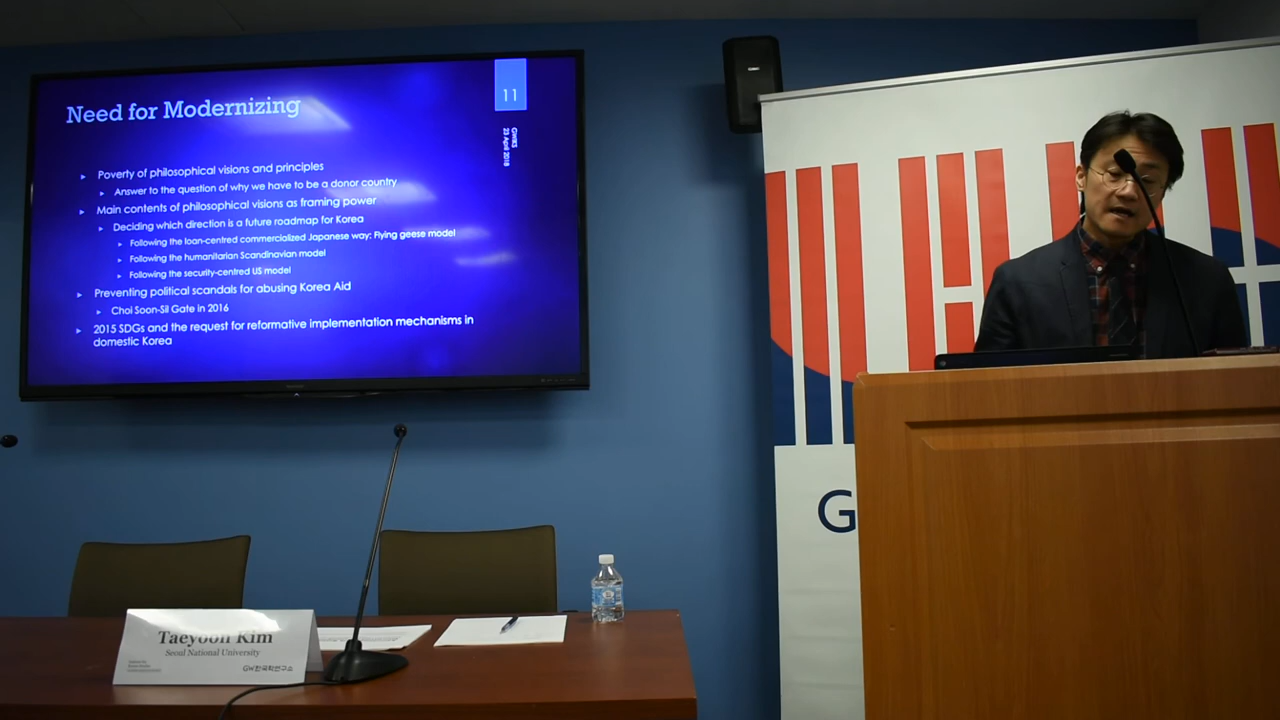 Need for Modernizing
11
GWIKS
23 April 2018
Poverty of philosophical visions and principles
Answer to the question of why we have to be a donor country
Main contents of philosophical visions as framing power
Deciding which direction is a future roadmap for Korea
Following the loan-centred commercialized Japanese way: Flying geese model
Following the humanitarian Scandinavian model
Following the security-centred US model
Preventing political scandals for abusing Korea Aid
Choi Soon-Sil Gate in 2016
2015 SDGs and the request for reformative implementation mechanisms in
domestic Korea
G
Taeyoon Kim
Seoul National University
GW한국학연구소